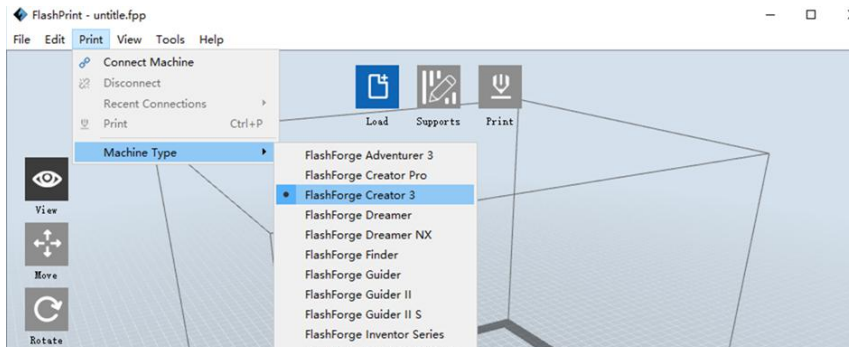 FlashPrint - untitle.fpp
File Edit Print View Tools Help
Connect Machine
Disconnect
Recent Connections
Print Ctrl+P
Machine Type
Load Supports Print
FlashForge Adventurer 3
FlashForge Creator Pro
FlashForge Creator 3
FlashForge Dreamer
FlashForge Dreamer NX
FlashForge Finder
FlashForge Guider
FlashForge Guider II
FlashForge Guider II S
FlashForge Inventor Series
View
Move
Rotate